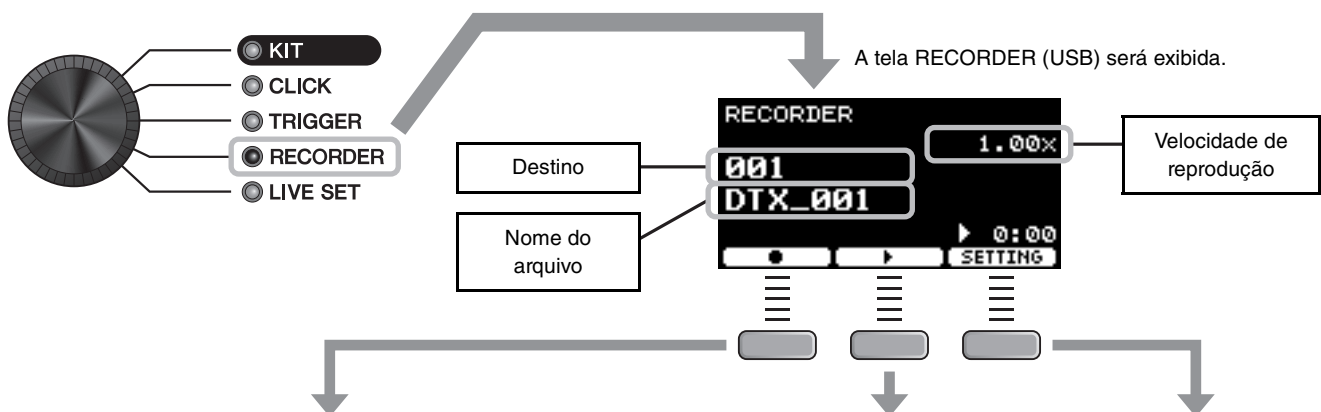 KIT
CLICK
TRIGGER
RECORDER
LIVE SET
A tela RECORDER (USB) será exibida.
RECORDER
1.00x
001
DTX_001
0:00
SETTING
Destino
Nome do
arquivo
Velocidade de
reprodução